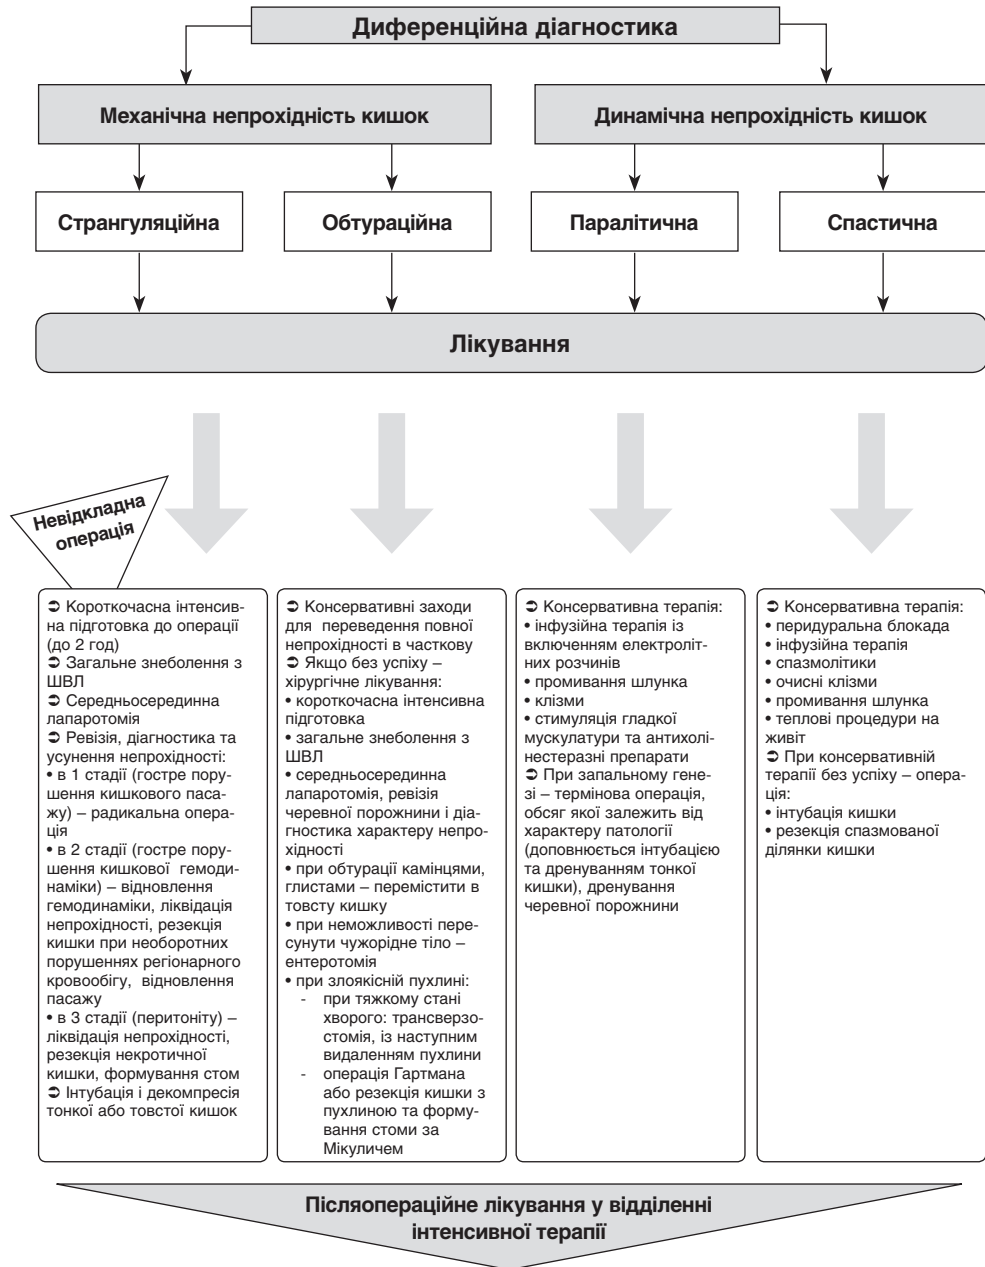 Диференційна діагностика
Механічна непрохідність кишок
Динамічна непрохідність кишок
Странгуляційна
Обтураційна
Паралітична
Спастична
Лікування
Невідкладна
операція
➲ Короткочасна інтенсив-
на підготовка до операції
(до 2 год)
➲ Загальне знеболення з
ШВЛ
➲ Середньосерединна
лапаротомія
➲ Ревізія, діагностика та
усунення непрохідності:
• в 1 стадії (гостре пору-
шення кишкового паса-
жу) – радикальна опера-
ція
• в 2 стадії (гостре пору-
шення кишкової гемоди-
наміки) – відновлення
гемодинаміки, ліквідація
непрохідності, резекція
кишки при необоротних
порушеннях регіонарного
кровообігу, відновлення
пасажу
• в 3 стадії (перитоніту) –
ліквідація непрохідності,
резекція некротичної
кишки, формування стом
➲ Інтубація і декомпресія
тонкої або товстої кишок
➲ Консервативні заходи
для переведення повної
непрохідності в часткову
➲ Якщо без успіху –
хірургічне лікування:
• короткочасна інтенсивна
підготовка
• загальне знеболення з
ШВЛ
• середньосерединна
лапаротомія, ревізія
черевної порожнини і діа-
гностика характеру непро-
хідності
• при обтурації камінцями,
глистами – перемістити в
товсту кишку
• при неможливості пере-
сунути чужорідне тіло –
ентеротомія
• при злоякісній пухлині:
- при тяжкому стані
хворого: трансверзо-
стомія, із наступним
видаленням пухлини
- операція Гартмана
або резекція кишки з
пухлиною та форму-
вання стоми за
Мікуличем
➲ Консервативна терапія:
• інфузійна терапія із
включенням електроліт-
них розчинів
• промивання шлунка
• клізми
• стимуляція гладкої
мускулатури та антихолі-
нестеразні препарати
➲ При запальному гене-
зі – термінова операція,
обсяг якої залежить від
характеру патології
(доповнюється інтубацією
та дренуванням тонкої
кишки), дренування
черевної порожнини
➲ Консервативна терапія:
• перидуральна блокада
• інфузійна терапія
• спазмолітики
• очисні клізми
• промивання шлунка
• теплові процедури на
живіт
➲ При консервативній
терапії без успіху – опера-
ція:
• інтубація кишки
• резекція спазмованої
ділянки кишки
Післяопераційне лікування у відділенні
інтенсивної терапії